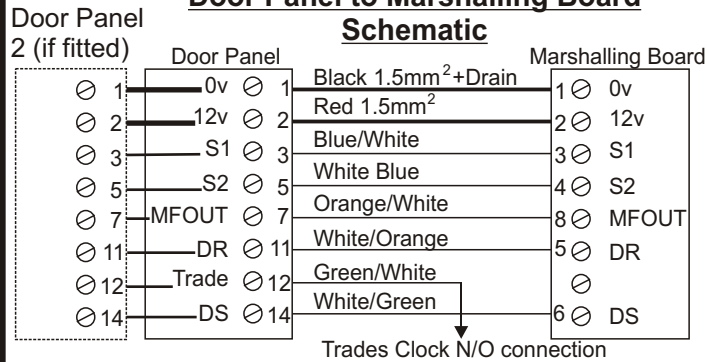 Door Panel to Marshalling Board
Schematic
Door Panel
2 (if fitted)
Door Panel
Marshalling Board
1 0v 1 Black 1.5mm²+Drain 1 0v
2 12v 2 Red 1.5mm² 2 12v
3 S1 3 Blue/White 3 S1
5 S2 5 White Blue 4 S2
7 MFOUT 7 Orange/White 8 MFOUT
11 DR 11 White/Orange 5 DR
12 Trade 12 Green/White
14 DS 14 White/Green 6 DS
Trades Clock N/O connection